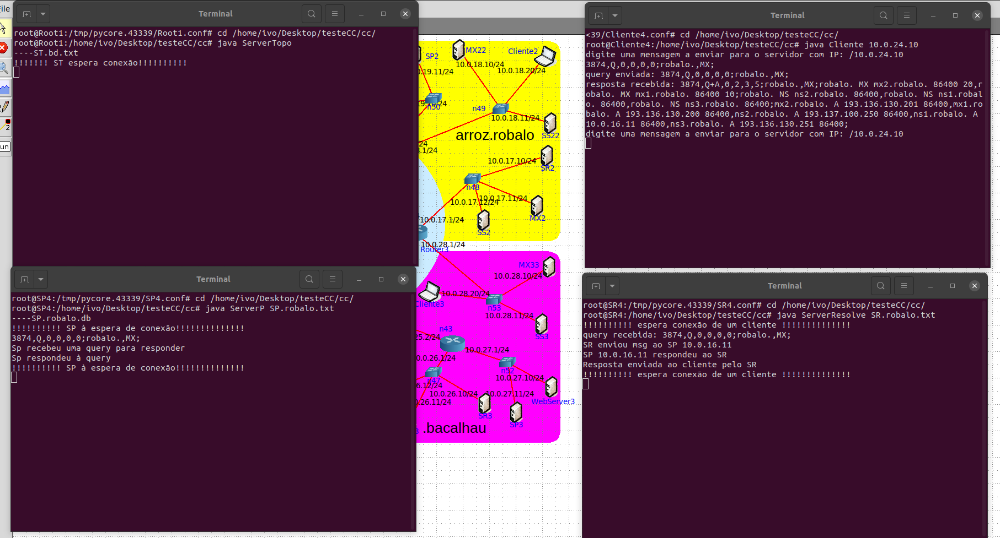 File
Terminal
root@Root1:/tmp/pycore.43339/Root1.conf# cd /home/ivo/Desktop/testeCC/cc/
root@Root1:/home/ivo/Desktop/testeCC/cc# java ServerTopo
----ST.bd.txt
!!!!!!! ST espera conexão!!!!!!!!!!
Terminal
root@SP4:/tmp/pycore.43339/SP4.conf# cd /home/ivo/Desktop/testeCC/cc/
root@SP4:/home/ivo/Desktop/testeCC/cc# java ServerP SP.robalo.txt
----SP.robalo.db
!!!!!!!!!! SP à espera de conexão!!!!!!!!!!!!!!
3874,Q,0,0,0,0;robalo.,MX;
Sp recebeu uma query para responder
Sp respondeu à query
!!!!!!!!!! SP à espera de conexão!!!!!!!!!!!!!!
SP2
MX22
Cliente2
10.0.18.10/24
10.0.18.20/24
0.19.11/24
n50
n49
10.0.18.11/24
SS22
arroz.robalo
24
3.1/24
10.0.17.10/24
SR2
n48
10.0.17.11/24
10.0.17.12/24
MX2
SS2
10.0.17.1/24
10.0.28.1/24
Router3
MX33
10.0.28.10/24
10.0.28.20/24
Cliente3
n53
10.0.28.11/24
SS3
n43
25.2/24
10.0.27.1/24
0.0.26.1/24
n52
n47
10.0.27.10/24
6.12/24
10.0.26.10/24
10.0.27.11/24
.26.11/24
WebServer3
SR3
SP3
.bacalhau
Terminal
<39/Cliente4.conf# cd /home/ivo/Desktop/testeCC/cc/
root@Cliente4:/home/ivo/Desktop/testeCC/cc# java Cliente 10.0.24.10
digite uma mensagem a enviar para o servidor com IP: /10.0.24.10
3874,Q,0,0,0,0;robalo.,MX;
query enviada: 3874,Q,0,0,0,0;robalo.,MX;
resposta recebida: 3874,Q+A,0,2,3,5;robalo.,MX;robalo. MX mx2.robalo. 86400 20,r
obalo. MX mx1.robalo. 86400 10;robalo. NS ns2.robalo. 86400,robalo. NS ns1.robal
o. 86400,robalo. NS ns3.robalo. 86400;mx2.robalo. A 193.136.130.201 86400,mx1.ro
balo. A 193.136.130.200 86400,ns2.robalo. A 193.137.100.250 86400,ns1.robalo. A
10.0.16.11 86400,ns3.robalo. A 193.136.130.251 86400;
digite uma mensagem a enviar para o servidor com IP: /10.0.24.10
Terminal
root@SR4:/tmp/pycore.43339/SR4.conf# cd /home/ivo/Desktop/testeCC/cc/
root@SR4:/home/ivo/Desktop/testeCC/cc# java ServerResolve SR.robalo.txt
!!!!!!!!!! espera conexão de um cliente !!!!!!!!!!!!!!
query recebida: 3874,Q,0,0,0,0;robalo.,MX;
SR enviou msg ao SP 10.0.16.11
SP 10.0.16.11 respondeu ao SR
Resposta enviada ao cliente pelo SR
!!!!!!!!!! espera conexão de um cliente !!!!!!!!!!!!!!